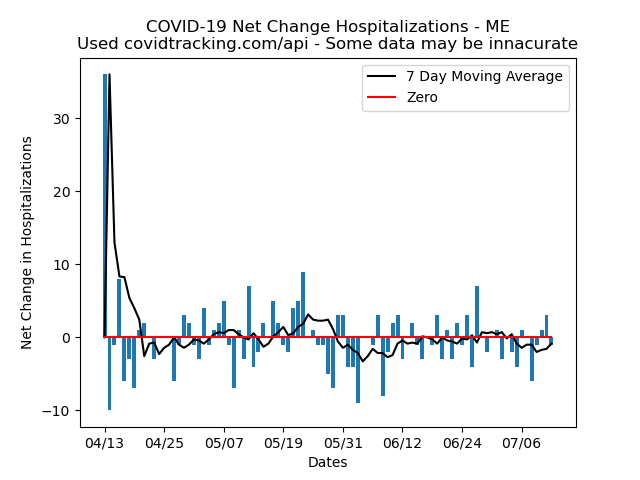 COVID-19 Net Change Hospitalizations - ME
Used covidtracking.com/api - Some data may be innacurate
7 Day Moving Average
Zero
Net Change in Hospitalizations
30
20
10
0
−10
04/13 04/25 05/07 05/19 05/31 06/12 06/24 07/06
Dates